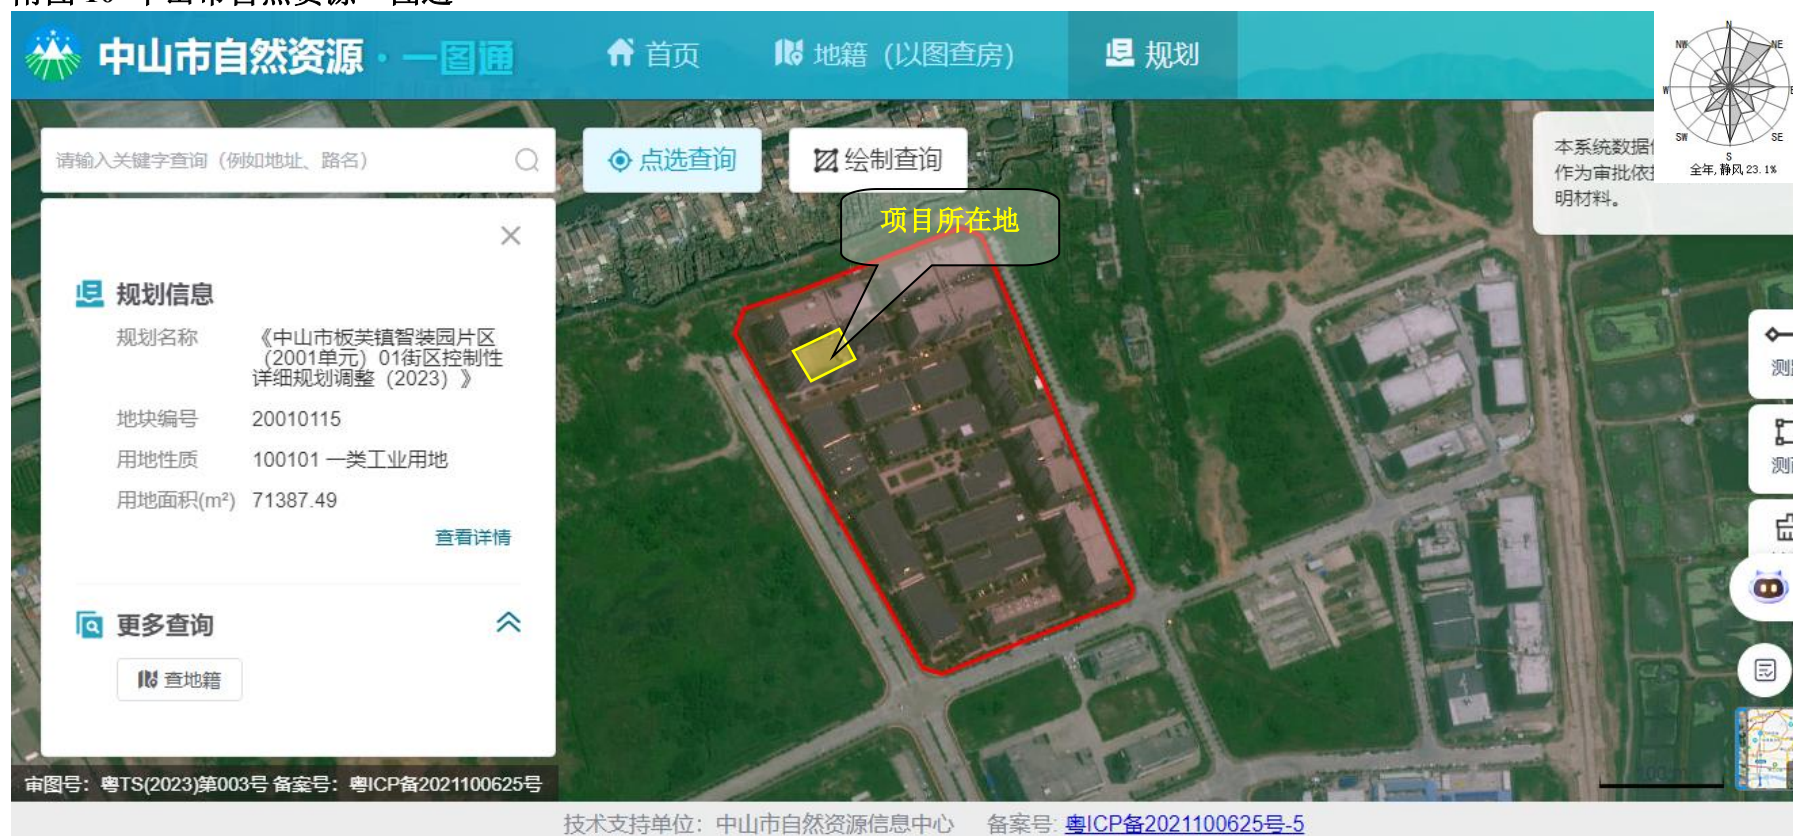 中山市自然资源·一图通
首页
地籍（以图查房）
规划
N
NW
NE
W
E
SW
SE
S
全年,静风23.1%
请输入关键字查询（例如地址、路名）
点选查询
绘制查询
本系统数据
作为审批依
明材料。
项目所在地
规划信息
规划名称
《中山市板芙镇智装园片区
（2001单元）01街区控制性
详细规划调整（2023）》
地块编号 20010115
用地性质 100101 一类工业用地
用地面积(m²) 71387.49
查看详情
更多查询
查地籍
测
测
审图号：粤TS(2023)第003号 备案号：粤ICP备2021100625号
技术支持单位：中山市自然资源信息中心 备案号: 粤ICP备2021100625号-5